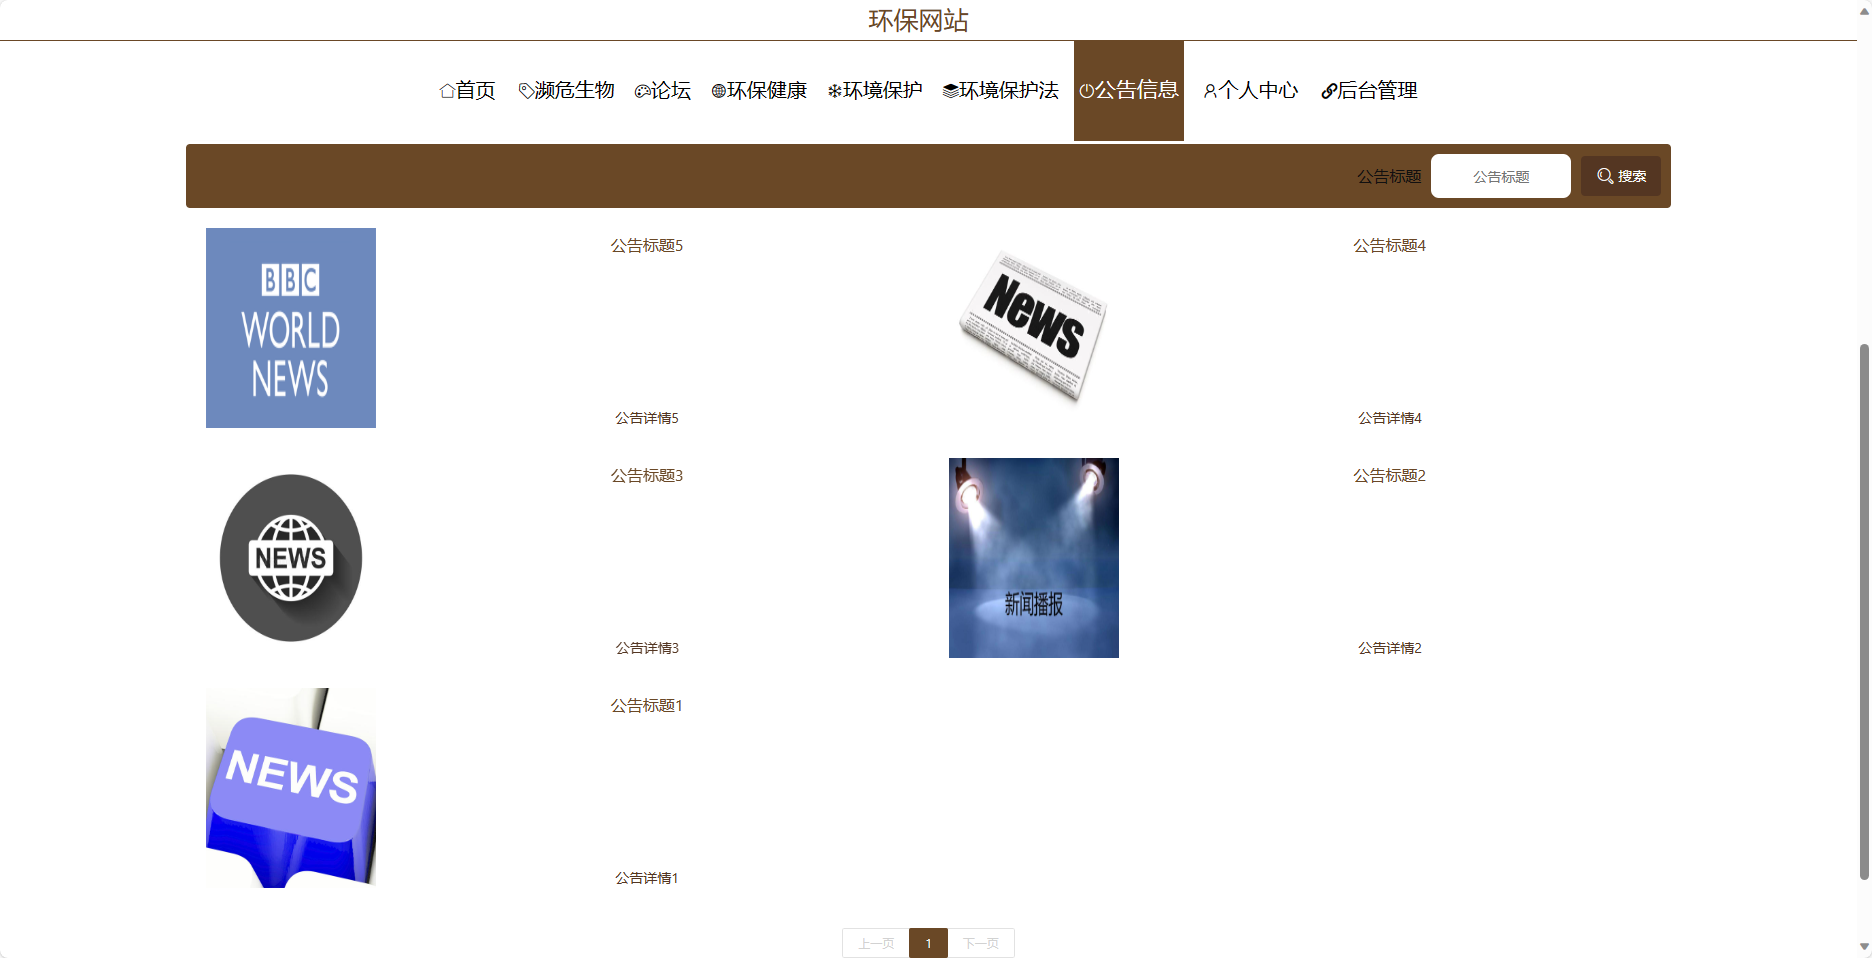 环保网站
首页 濒危生物 论坛 环保健康 环境保护 环境保护法 公告信息 个人中心 后台管理
公告标题 公告标题 搜索
BBC
WORLD
NEWS
公告标题5
公告详情5
News
公告标题4
公告详情4
NEWS
公告标题3
公告详情3
新闻播报
公告标题2
公告详情2
NEWS
公告标题1
公告详情1
上一页 1 下一页